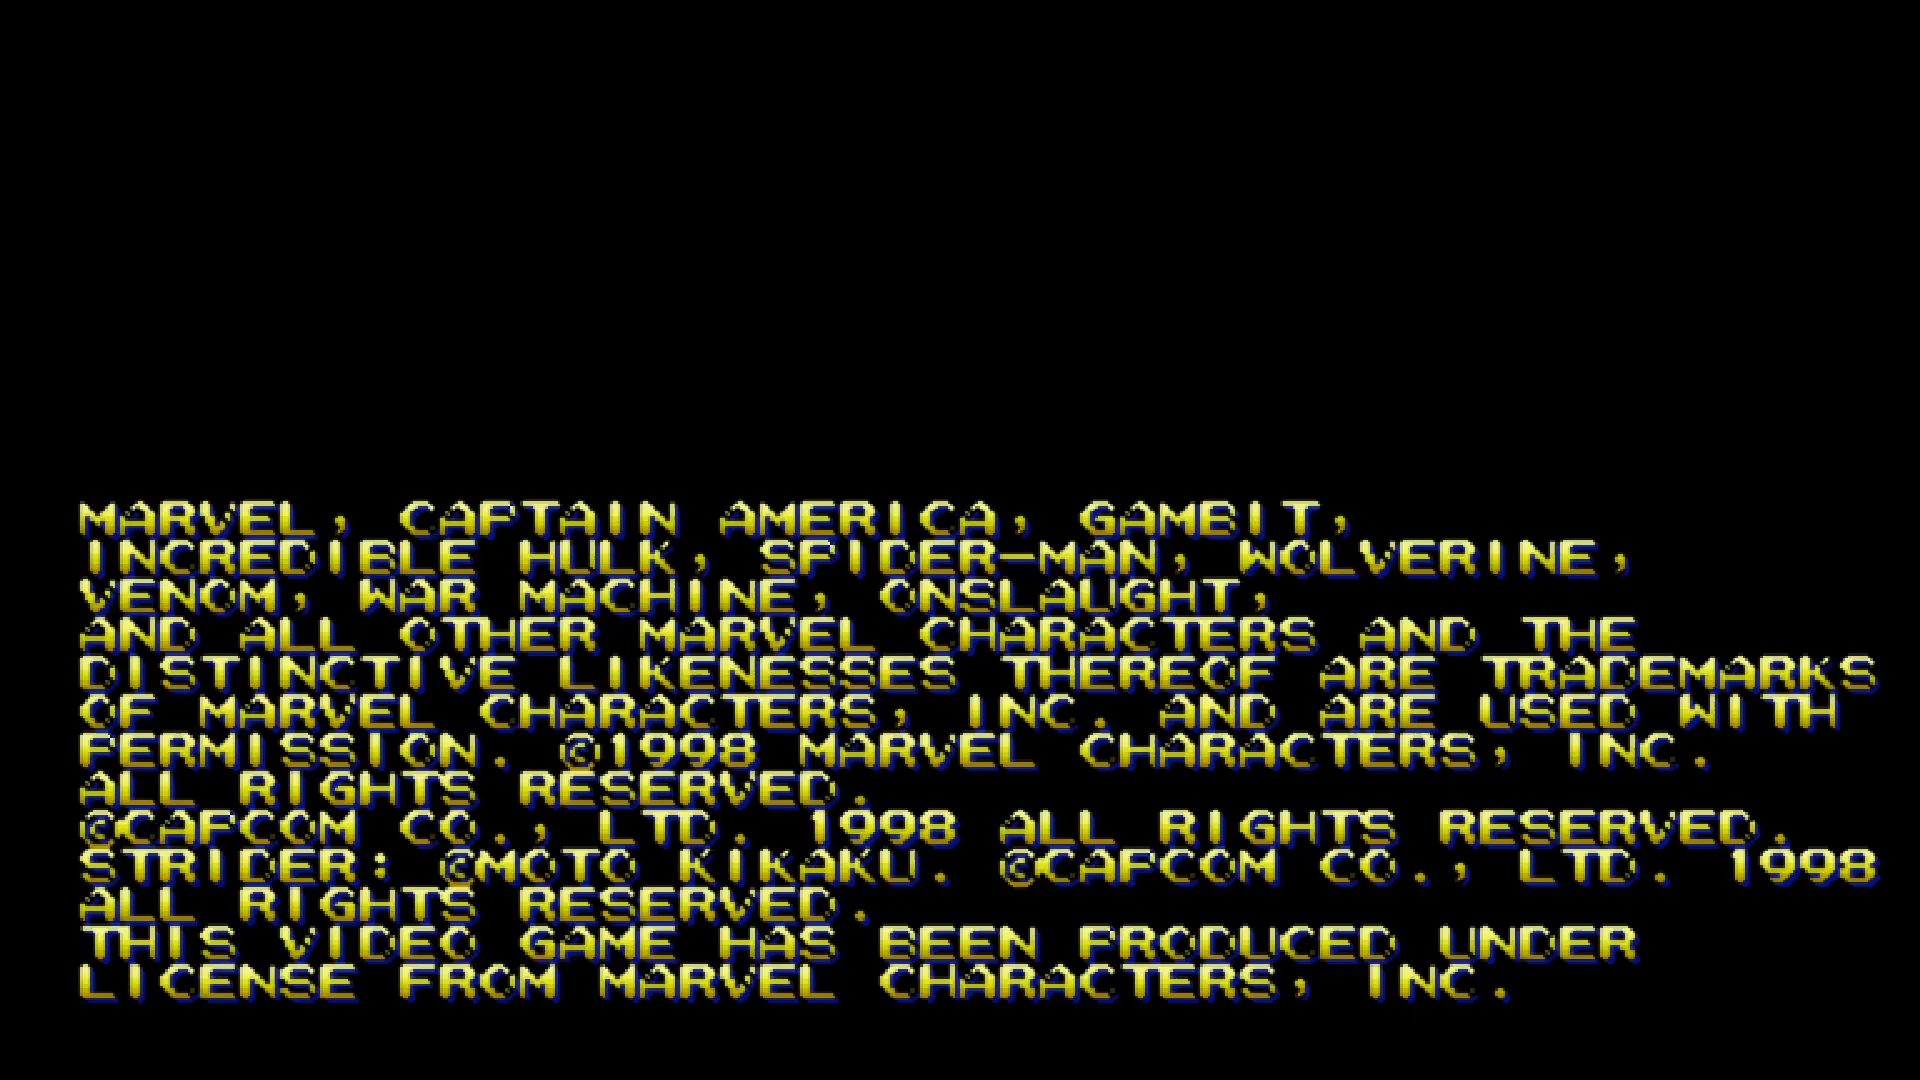 MARVEL, CAPTAIN AMERICA, GAMBIT,
INCREDIBLE HULK, SPIDER-MAN, WOLVERINE,
VENOM, WAR MACHINE, ONSLAUGHT,
AND ALL OTHER MARVEL CHARACTERS AND THE
DISTINCTIVE LIKENESSES THEREOF ARE TRADEMARKS
OF MARVEL CHARACTERS, INC. AND ARE USED WITH
PERMISSION. ©1998 MARVEL CHARACTERS, INC.
ALL RIGHTS RESERVED.
©CAPCOM CO., LTD. 1998 ALL RIGHTS RESERVED.
STRIDER: ©MOTO KIKAKU. ©CAPCOM CO., LTD. 1998
ALL RIGHTS RESERVED.
THIS VIDEO GAME HAS BEEN PRODUCED UNDER
LICENSE FROM MARVEL CHARACTERS, INC.